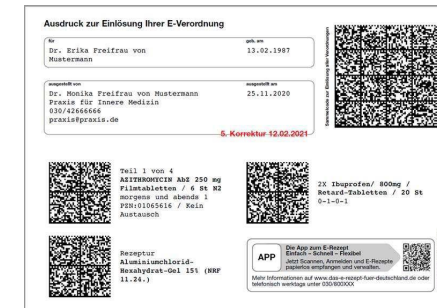 Ausdruck zur Einlösung Ihrer E-Verordnung
für
geb. am
Dr. Erika Freifrau von
Mustermann
13.02.1987
ausgestellt von
ausgestellt am
Dr. Monika Freifrau von Mustermann
Praxis für Innere Medizin
030/42666666
praxis@praxis.de
25.11.2020
Sammelcode zur Einlösung aller Verordnungen
5. Korrektur 12.02.2021
Teil 1 von 4
AZITHROMYCIN AbZ 250 mg
Filmtabletten / 6 St N2
morgens und abends 1
PZN:01065616 / Kein
Austausch
2X Ibuprofen/ 800mg /
Retard-Tabletten / 20 St
0-1-0-1
Rezeptur
Aluminiumchlorid-
Hexahydrat-Gel 15% (NRF
11.24.)
APP
Die App zum E-Rezept
Einfach – Schnell – Flexibel
Jetzt Scannen, Anmelden und E-Rezepte
papierlos empfangen und verwalten.
Mehr Informationen auf www.das-e-rezept-fuer-deutschland.de oder
telefonisch werktags unter 030/800XXX